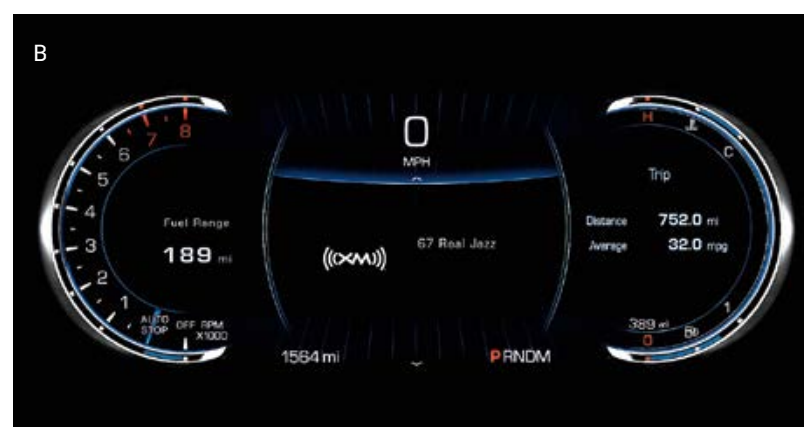 B
8
7
6
5
4
3
2
1
AUTO STOP
OFF
RPM X1000
Fuel Range
189 mi
0
MPH
((XM))
67 Real Jazz
1564 mi
PRNDM
H
C
Trip
Distance 752.0 mi
Average 32.0 mpg
1
389 mi
0